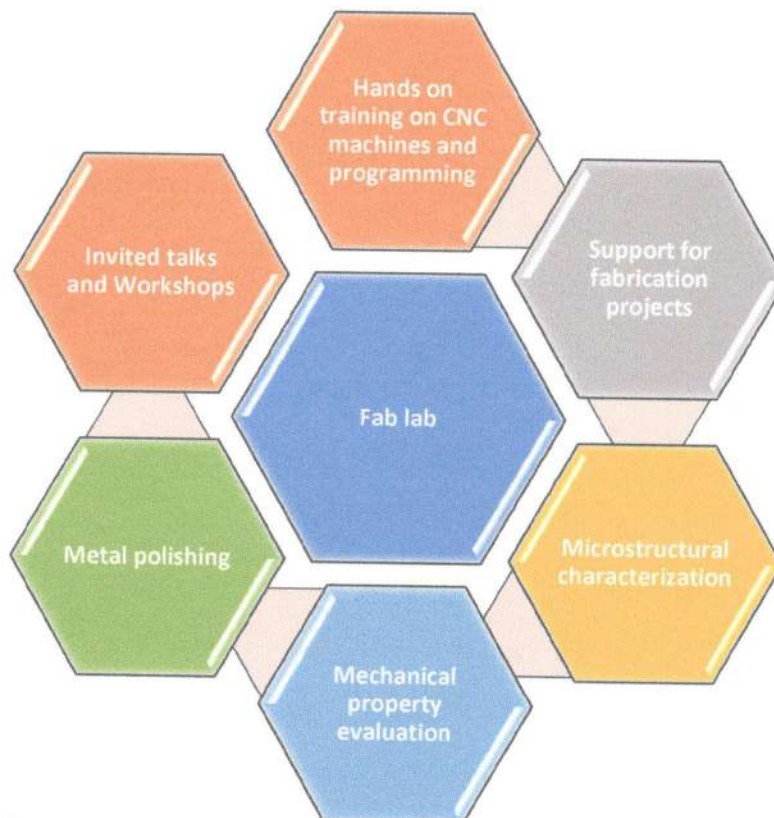 Hands on
training on CNC
machines and
programming
Support for
fabrication
projects
Microstructural
characterization
Mechanical
property
evaluation
Metal polishing
Invited talks
and Workshops
Fab lab